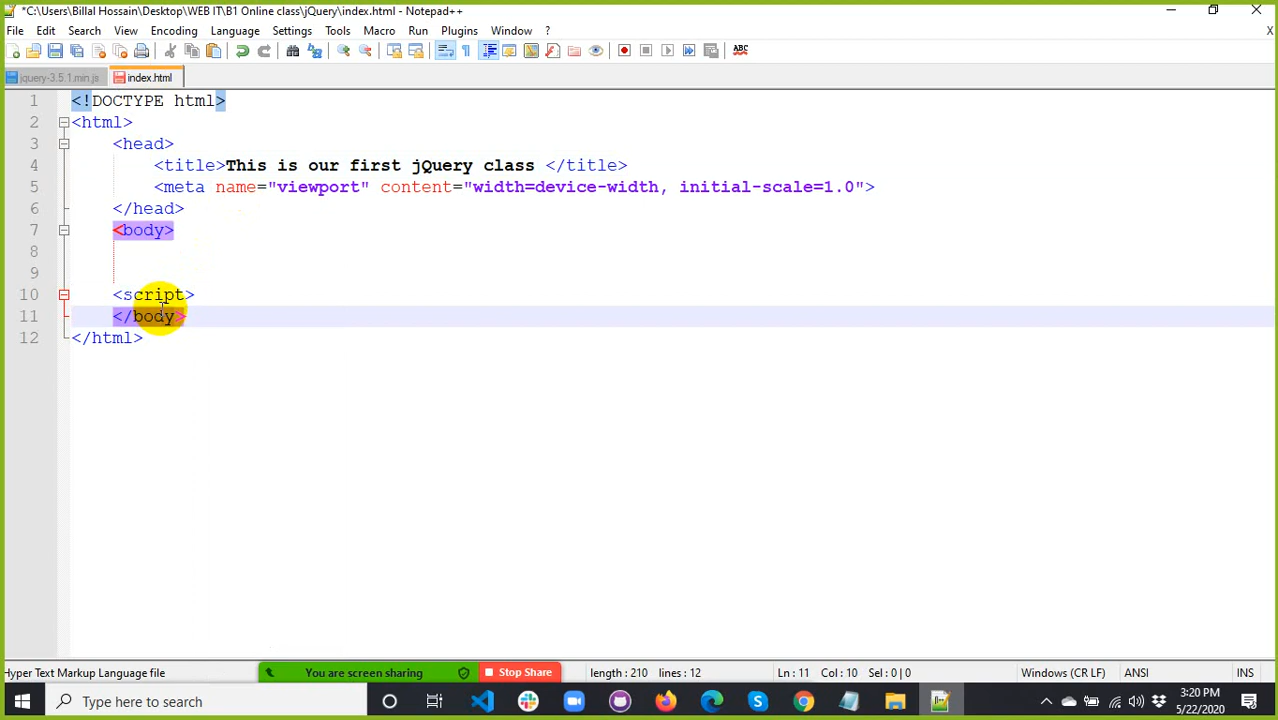 *C:\Users\Billal Hossain\Desktop\WEB IT\B1 Online class\jQuery\index.html - Notepad++
File Edit Search View Encoding Language Settings Tools Macro Run Plugins Window ? X
ABC
jquery-3.5.1.min.js index.html
1 <!DOCTYPE html>
2 <html>
3 <head>
4 <title>This is our first jQuery class </title>
5 <meta name="viewport" content="width=device-width, initial-scale=1.0">
6 </head>
7 <body>
8
9
10 <script>
11 </body>
12 </html>
Hyper Text Markup Language file You are screen sharing Stop Share length : 210 lines : 12 Ln : 11 Col : 10 Sel : 0 | 0 Windows (CR LF) ANSI INS
Type here to search
3:20 PM
5/22/2020